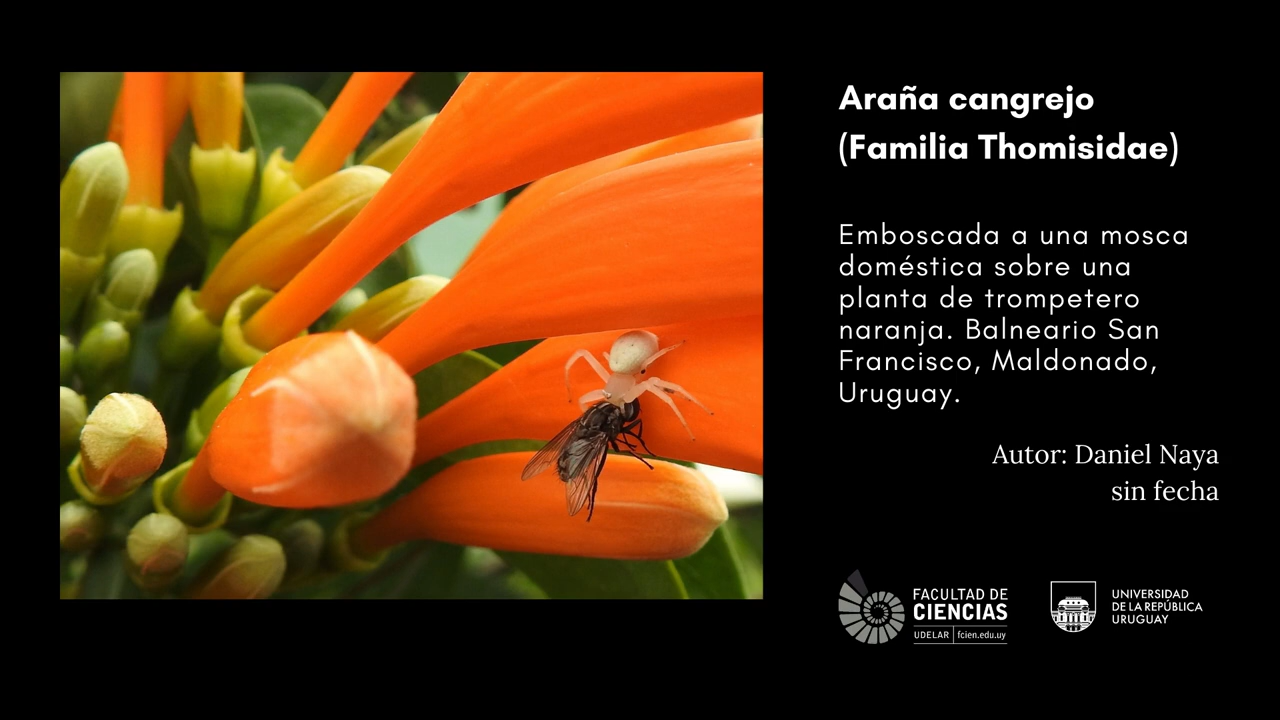 Araña cangrejo
(Familia Thomisidae)
Emboscada a una mosca
doméstica sobre una
planta de trompetero
naranja. Balneario San
Francisco, Maldonado,
Uruguay.
Autor: Daniel Naya
sin fecha
FACULTAD DE
CIENCIAS
UDELAR | fcien.edu.uy
UNIVERSIDAD
DE LA REPÚBLICA
URUGUAY